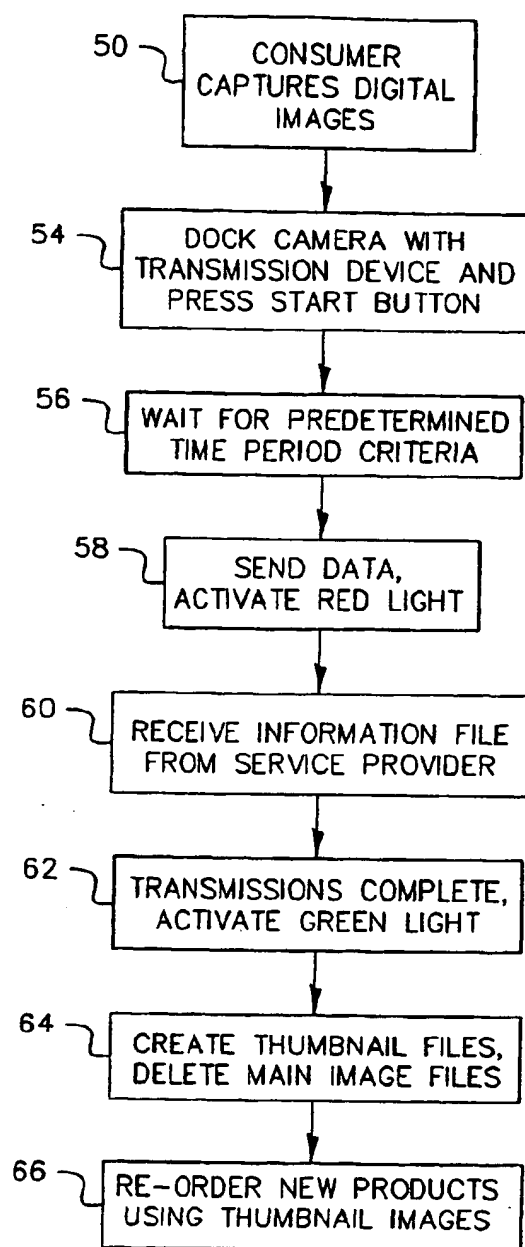 50
CONSUMER
CAPTURES DIGITAL
IMAGES
54
DOCK CAMERA WITH
TRANSMISSION DEVICE AND
PRESS START BUTTON
56
WAIT FOR PREDETERMINED
TIME PERIOD CRITERIA
58
SEND DATA,
ACTIVATE RED LIGHT
60
RECEIVE INFORMATION FILE
FROM SERVICE PROVIDER
62
TRANSMISSIONS COMPLETE,
ACTIVATE GREEN LIGHT
64
CREATE THUMBNAIL FILES,
DELETE MAIN IMAGE FILES
66
RE-ORDER NEW PRODUCTS
USING THUMBNAIL IMAGES